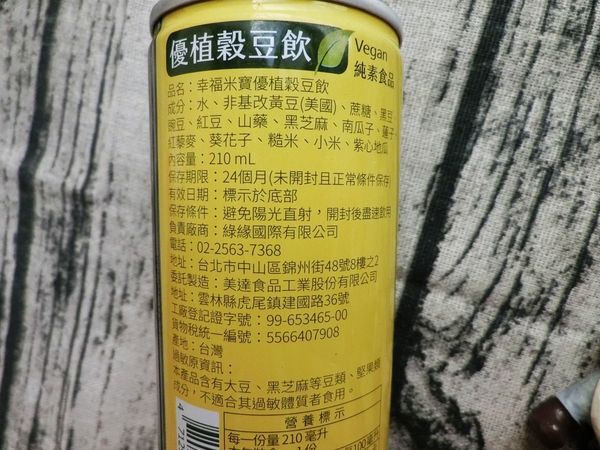 優植穀豆飲
Vegan
純素食品
品名：幸福米寶優植穀豆飲
成分：水、非基改黃豆(美國)、蔗糖、黑豆
豌豆、紅豆、山藥、黑芝麻、南瓜子、蓮子
紅藜麥、葵花子、糙米、小米、紫心地瓜
內容量：210 mL
保存期限：24個月(未開封且正常條件保存)
有效日期：標示於底部
保存條件：避免陽光直射，開封後盡速飲用
負責廠商：綠緣國際有限公司
電話：02-2563-7368
地址：台北市中山區錦州街48號8樓之2
委託製造：美達食品工業股份有限公司
地址：雲林縣虎尾鎮建國路36號
工廠登記證字號：99-653465-00
貨物稅統一編號：5566407908
產地：台灣
過敏原資訊：
本產品含有大豆、黑芝麻等豆類、堅果類
成分，不適合其過敏體質者食用。
營養標示
每一份量 210 毫升